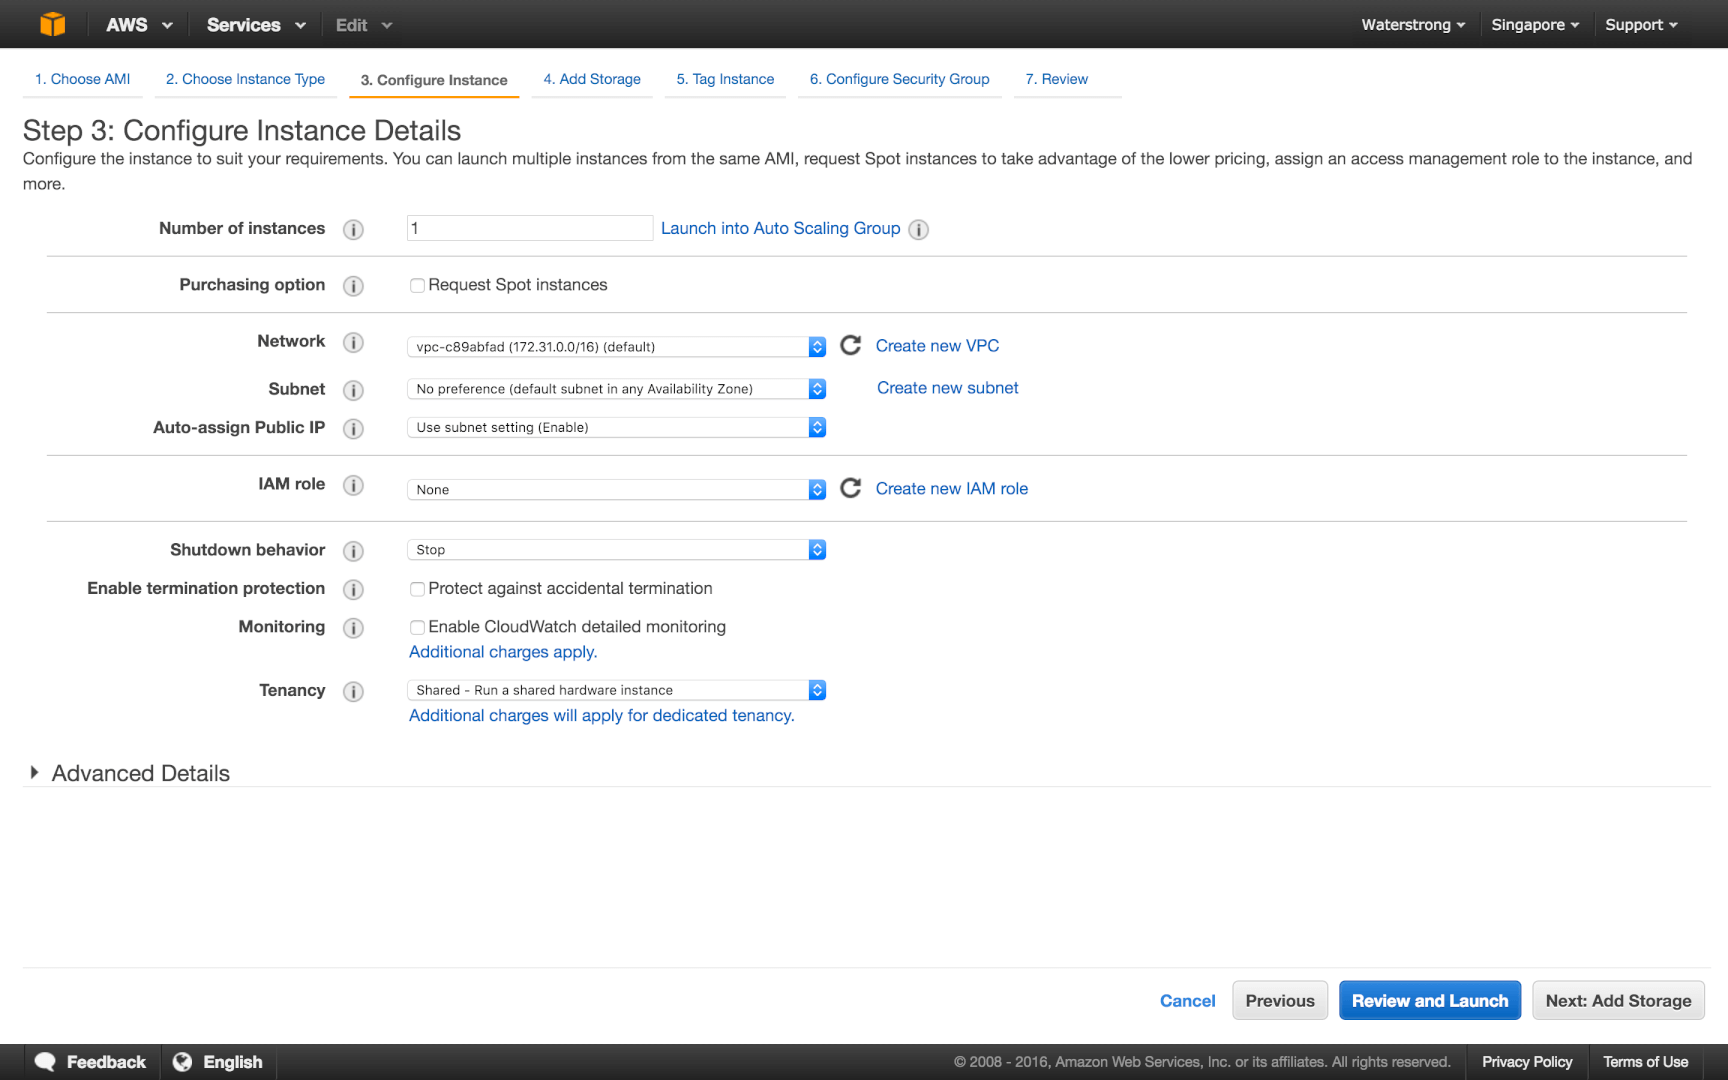 AWS Services Edit Waterstrong Singapore Support
1. Choose AMI 2. Choose Instance Type 3. Configure Instance 4. Add Storage 5. Tag Instance 6. Configure Security Group 7. Review
Step 3: Configure Instance Details
Configure the instance to suit your requirements. You can launch multiple instances from the same AMI, request Spot instances to take advantage of the lower pricing, assign an access management role to the instance, and
more.
Number of instances i 1 Launch into Auto Scaling Group i
Purchasing option i Request Spot instances
Network i vpc-c89abfad (172.31.0.0/16) (default) Create new VPC
Subnet i No preference (default subnet in any Availability Zone) Create new subnet
Auto-assign Public IP i Use subnet setting (Enable)
IAM role i None Create new IAM role
Shutdown behavior i Stop
Enable termination protection i Protect against accidental termination
Monitoring i Enable CloudWatch detailed monitoring
Additional charges apply.
Tenancy i Shared - Run a shared hardware instance
Additional charges will apply for dedicated tenancy.
Advanced Details
Cancel Previous Review and Launch Next: Add Storage
Feedback English © 2008 - 2016, Amazon Web Services, Inc. or its affiliates. All rights reserved. Privacy Policy Terms of Use